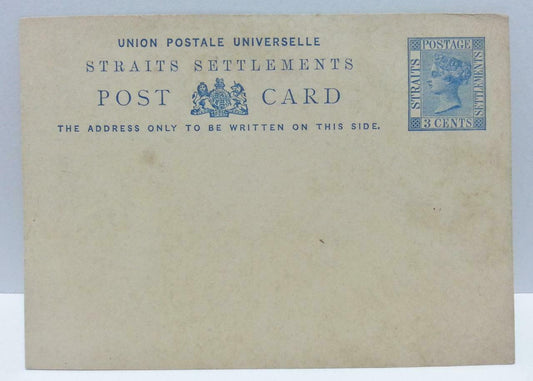 UNION POSTALE UNIVERSELLE
STRAITS SETTLEMENTS
POST CARD
THE ADDRESS ONLY TO BE WRITTEN ON THIS SIDE.
POSTAGE
STRAITS
SETTLEMENTS
3 CENTS